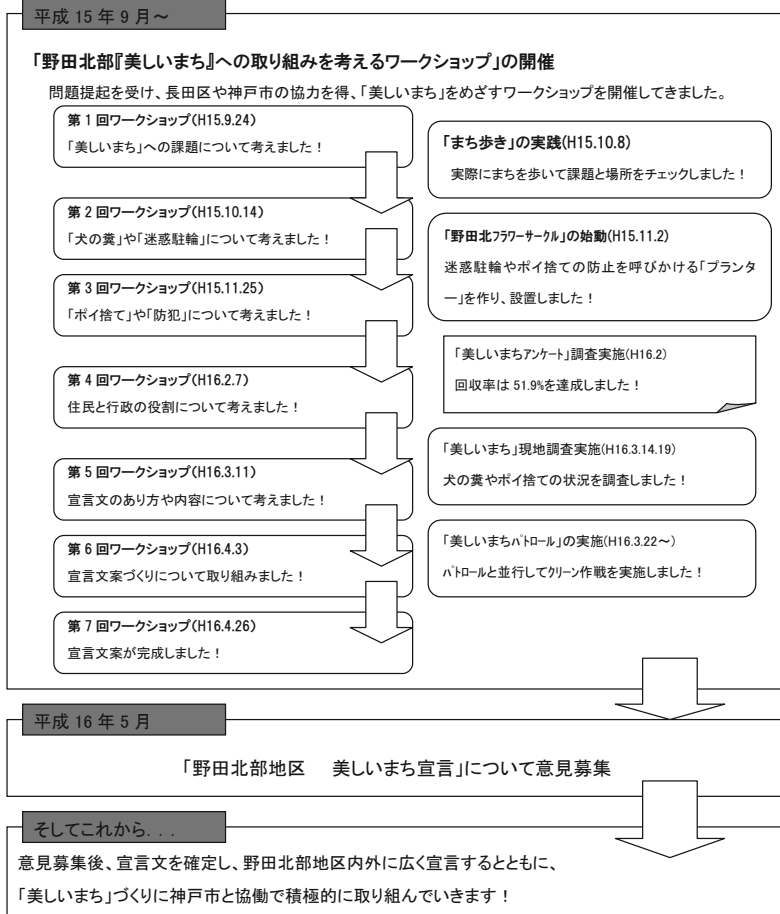 平成 15 年 9 月～
「野田北部『美しいまち』への取り組みを考えるワークショップ」の開催
問題提起を受け、長田区や神戸市の協力を得、「美しいまち」をめざすワークショップを開催してきました。
第 1 回ワークショップ(H15.9.24)
「美しいまち」への課題について考えました！
第 2 回ワークショップ(H15.10.14)
「犬の糞」や「迷惑駐輪」について考えました！
第 3 回ワークショップ(H15.11.25)
「ポイ捨て」や「防犯」について考えました！
第 4 回ワークショップ(H16.2.7)
住民と行政の役割について考えました！
第 5 回ワークショップ(H16.3.11)
宣言文のあり方や内容について考えました！
第 6 回ワークショップ(H16.4.3)
宣言文案づくりについて取り組みました！
第 7 回ワークショップ(H16.4.26)
宣言文案が完成しました！
「まち歩き」の実践(H15.10.8)
実際にまちを歩いて課題と場所をチェックしました！
「野田北ﾌﾗﾜｰｻｰｸﾙ」の始動(H15.11.2)
迷惑駐輪やポイ捨ての防止を呼びかける「プランタ
ー」を作り、設置しました！
「美しいまちｱﾝｹｰﾄ」調査実施(H16.2)
回収率は 51.9%を達成しました！
「美しいまち」現地調査実施(H16.3.14.19)
犬の糞やポイ捨ての状況を調査しました！
「美しいまちﾊﾟﾄﾛｰﾙ」の実施(H16.3.22～)
ﾊﾟﾄﾛｰﾙと並行してｸﾘｰﾝ作戦を実施しました！
平成 16 年 5 月
「野田北部地区　美しいまち宣言」について意見募集
そしてこれから...
意見募集後、宣言文を確定し、野田北部地区内外に広く宣言するとともに、
「美しいまち」づくりに神戸市と協働で積極的に取り組んでいきます！